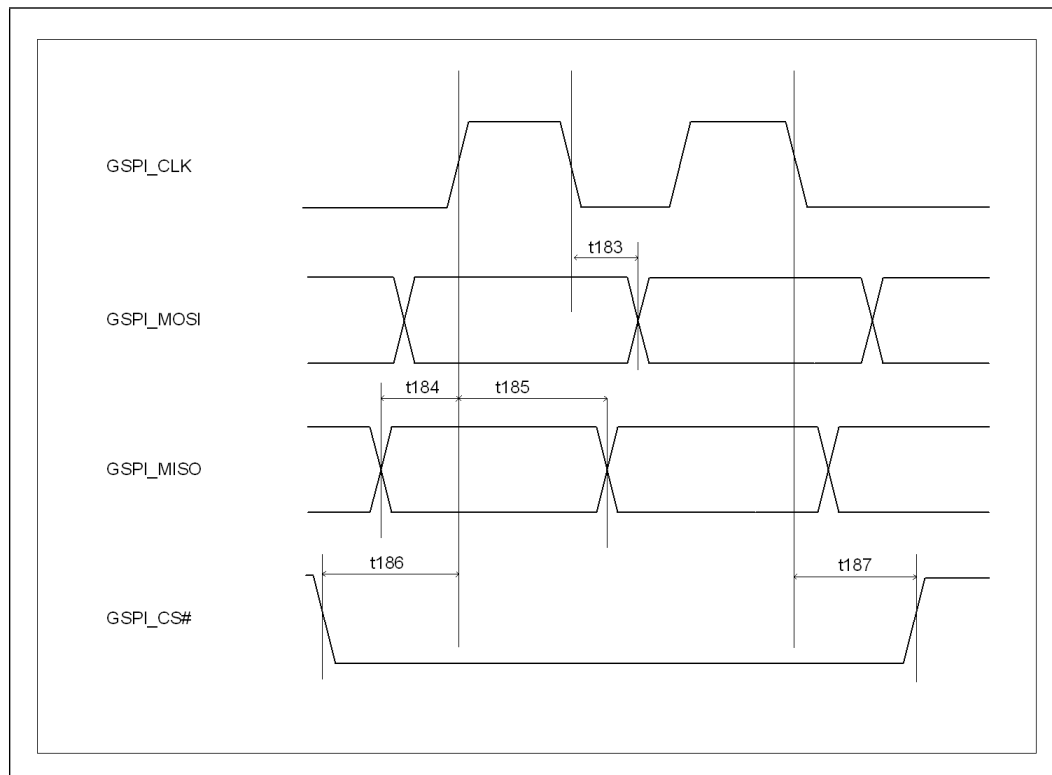 GSPI_CLK
t183
GSPI_MOSI
t184
t185
GSPI_MISO
t186
t187
GSPI_CS#